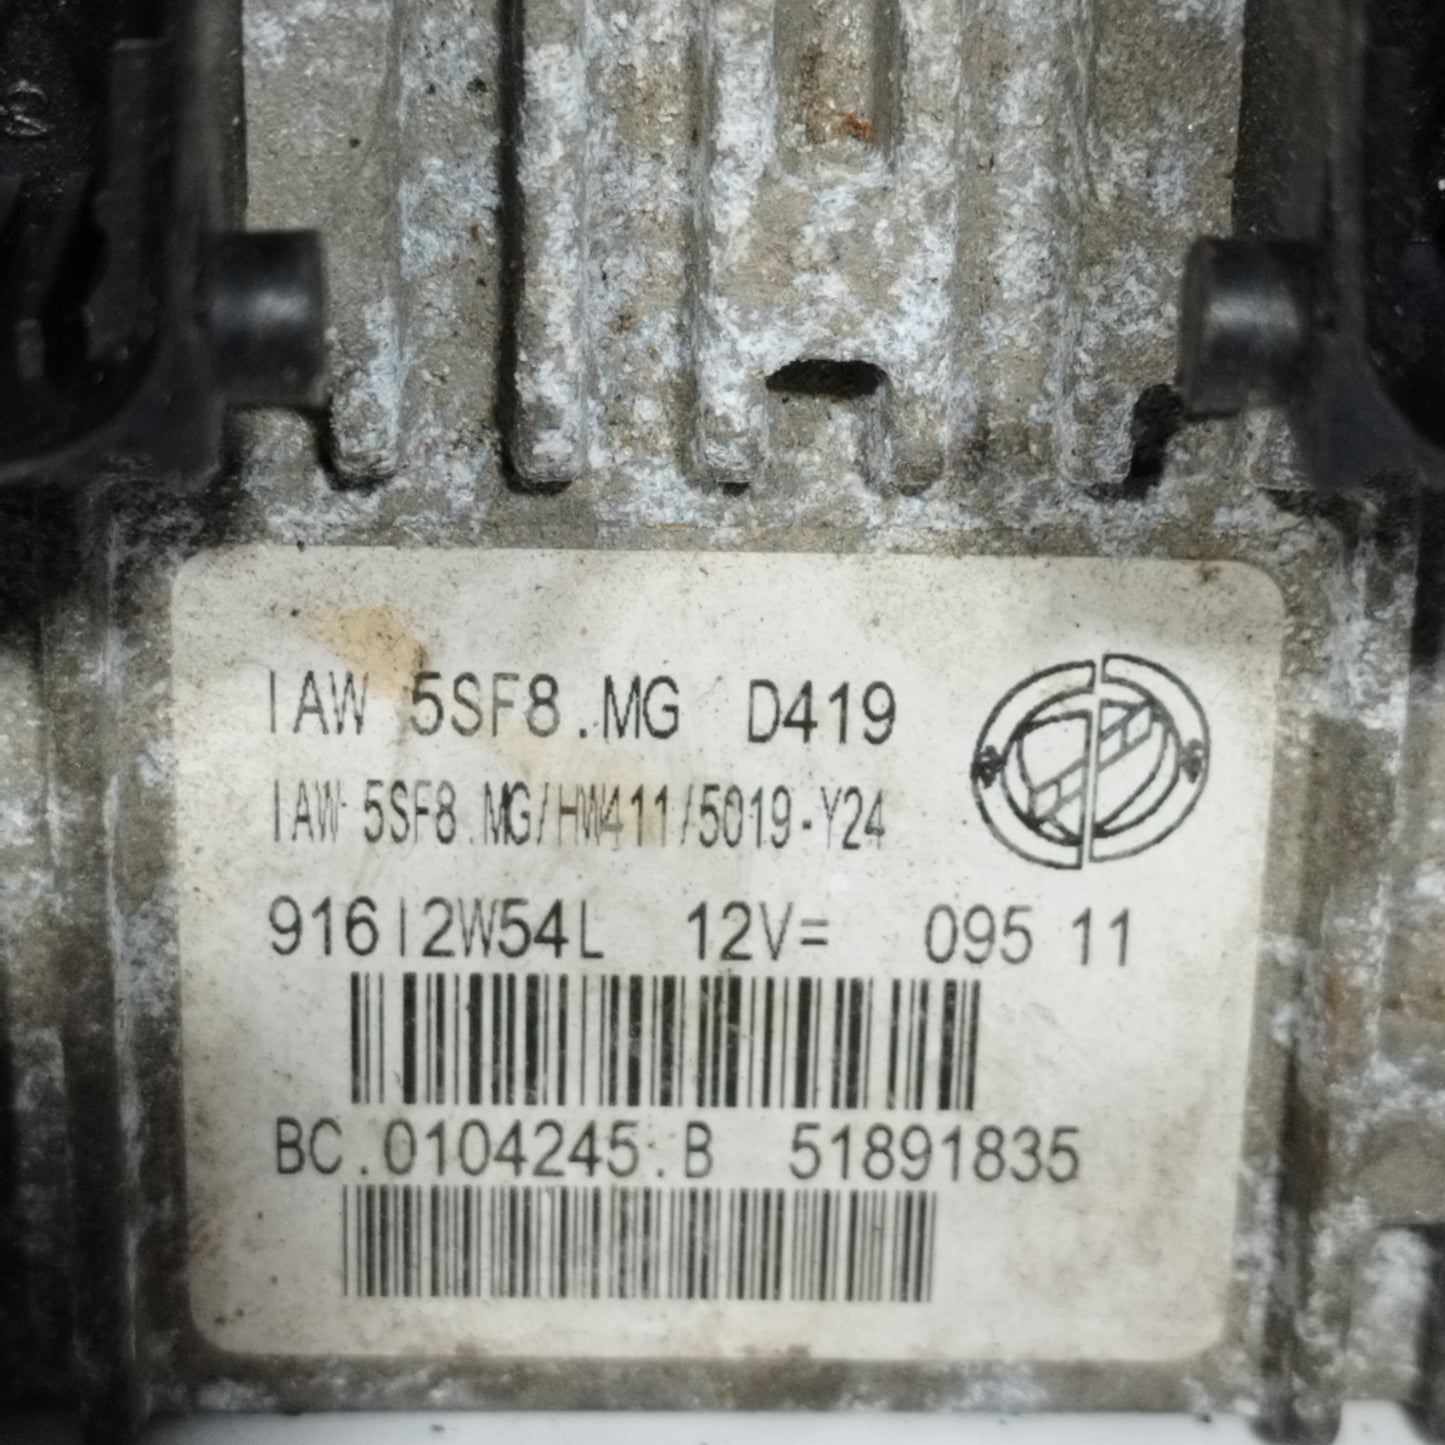 IAW 5SF8.MG D419
IAW 5SF8.MG/HW411/5019-Y24
916I2W54L 12V= 095 11
BC.0104245.B 51891835